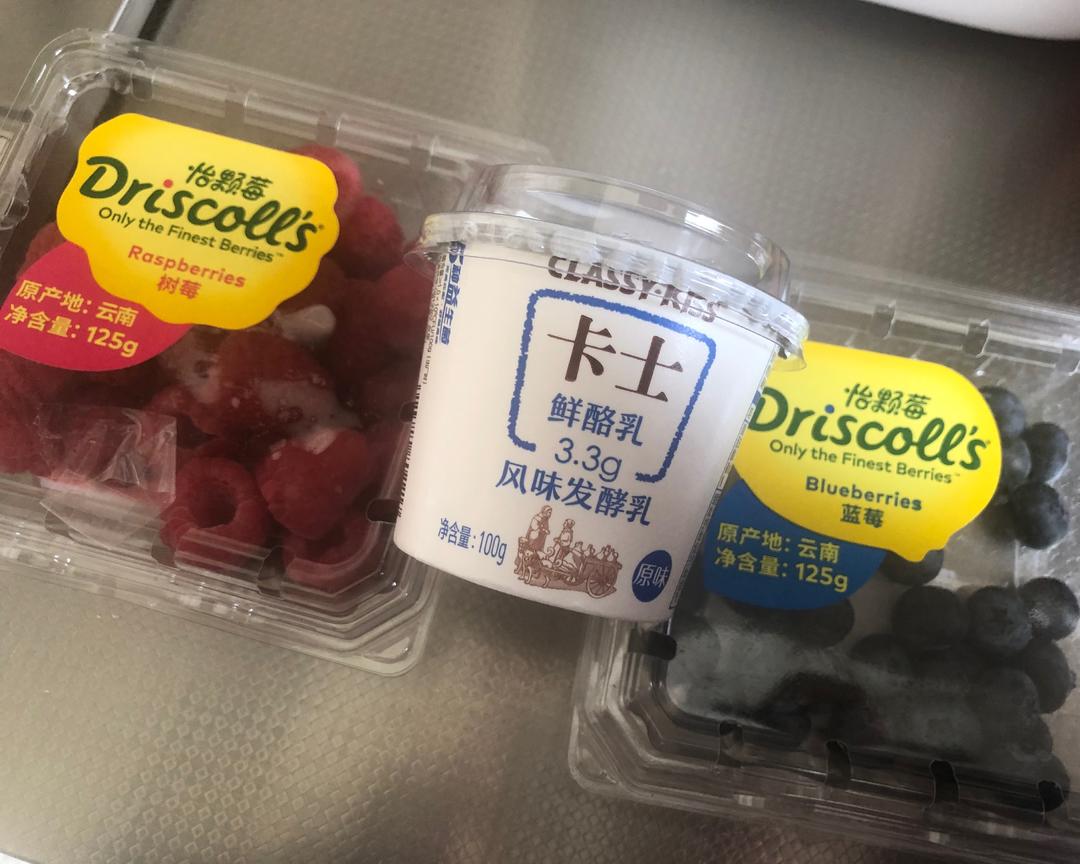 怡颗莓
Driscoll's
Only the Finest Berries™
Raspberries
树莓
原产地：云南
净含量：125g
CLASSY·KISS
卡士
鲜酪乳
3.3g
风味发酵乳
净含量：100g
原味
怡颗莓
Driscoll's
Only the Finest Berries™
Blueberries
蓝莓
原产地：云南
净含量：125g